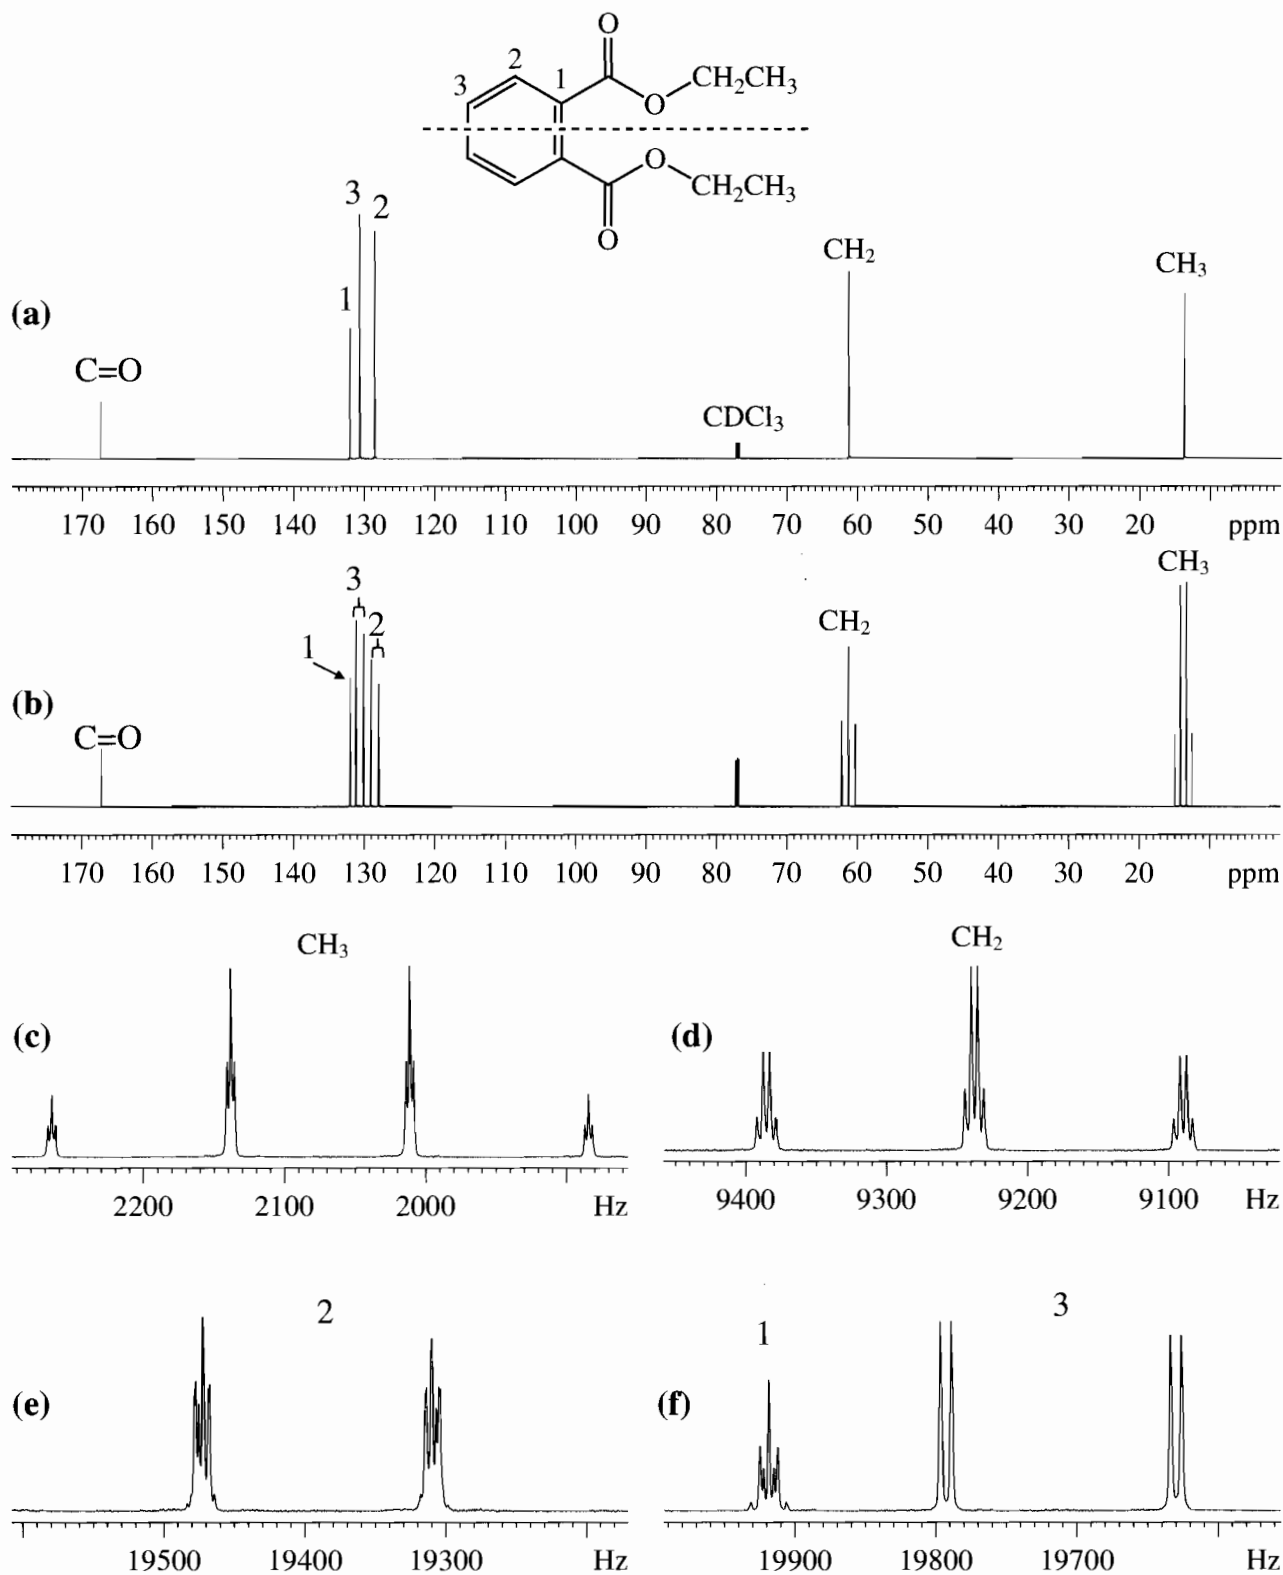 O
2
3
1
CH₂CH₃
O
O
CH₂CH₃
O
(a)
C=O
1
3
2
CDCl₃
CH₂
CH₃
170 160 150 140 130 120 110 100 90 80 70 60 50 40 30 20 ppm
(b)
C=O
1
3
2
CH₂
CH₃
170 160 150 140 130 120 110 100 90 80 70 60 50 40 30 20 ppm
(c)
CH₃
2200 2100 2000 Hz
(d)
CH₂
9400 9300 9200 9100 Hz
(e)
2
19500 19400 19300 Hz
(f)
1
3
19900 19800 19700 Hz